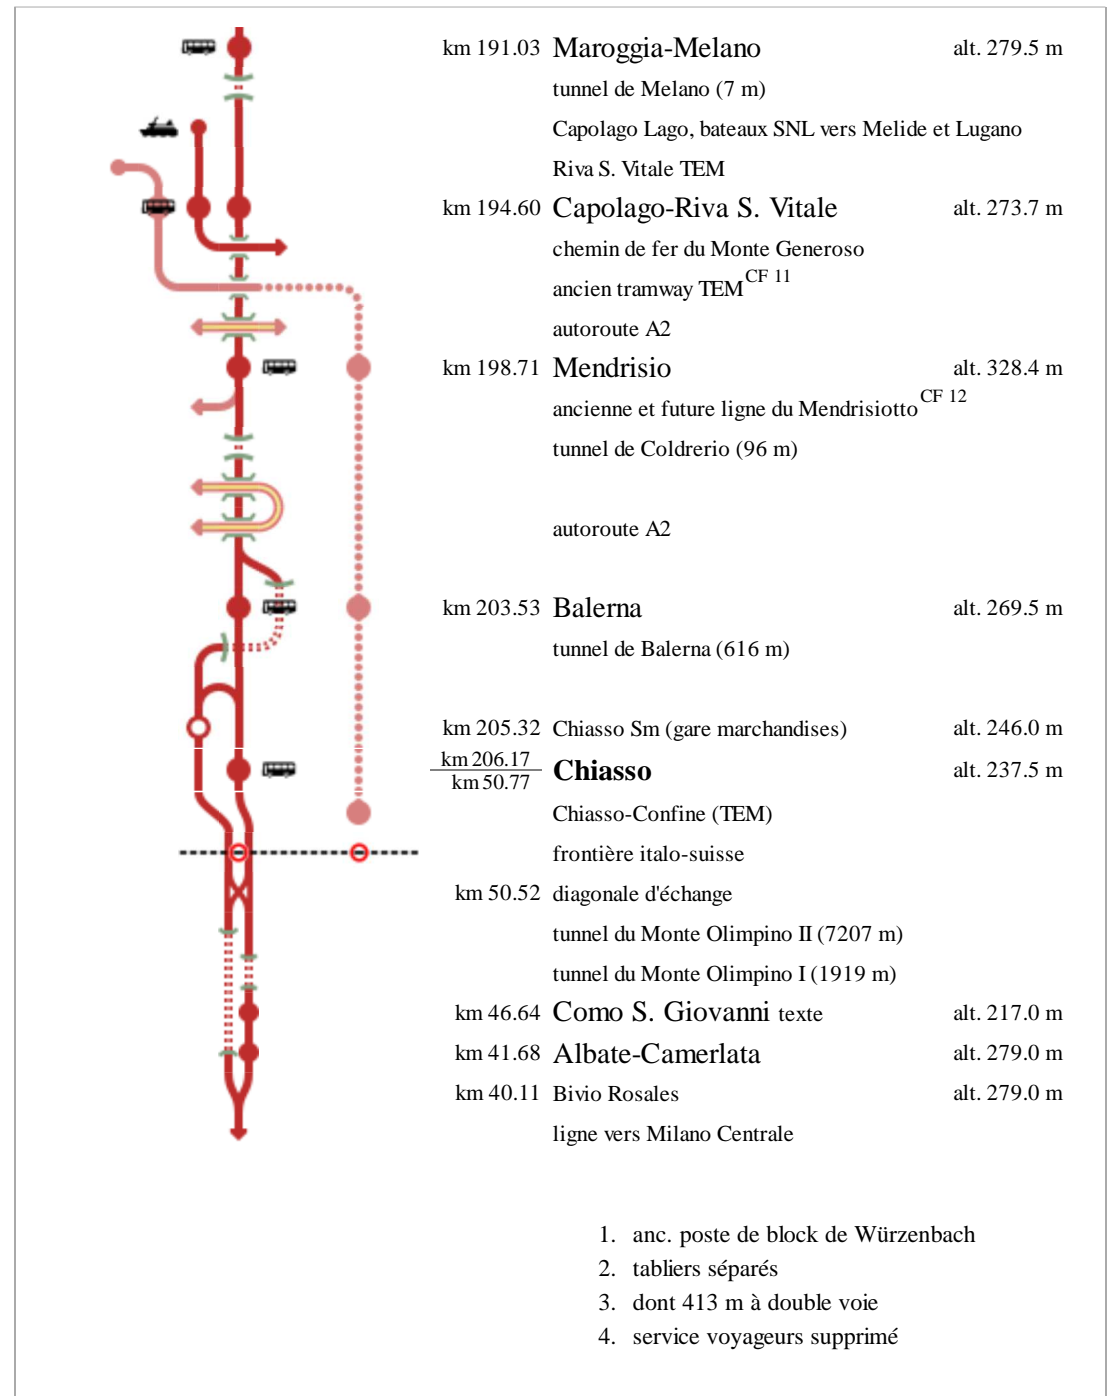 km 191.03 Maroggia-Melano alt. 279.5 m
tunnel de Melano (7 m)
Capolago Lago, bateaux SNL vers Melide et Lugano
Riva S. Vitale TEM
km 194.60 Capolago-Riva S. Vitale alt. 273.7 m
chemin de fer du Monte Generoso
ancien tramway TEM CF 11
autoroute A2
km 198.71 Mendrisio alt. 328.4 m
ancienne et future ligne du Mendrisiotto CF 12
tunnel de Coldrerio (96 m)
autoroute A2
km 203.53 Balerna alt. 269.5 m
tunnel de Balerna (616 m)
km 205.32 Chiasso Sm (gare marchandises) alt. 246.0 m
km 206.17
km 50.77 Chiasso alt. 237.5 m
Chiasso-Confine (TEM)
frontière italo-suisse
km 50.52 diagonale d'échange
tunnel du Monte Olimpino II (7207 m)
tunnel du Monte Olimpino I (1919 m)
km 46.64 Como S. Giovanni texte alt. 217.0 m
km 41.68 Albate-Camerlata alt. 279.0 m
km 40.11 Bivio Rosales alt. 279.0 m
ligne vers Milano Centrale
1. anc. poste de block de Würzenbach
2. tabliers séparés
3. dont 413 m à double voie
4. service voyageurs supprimé